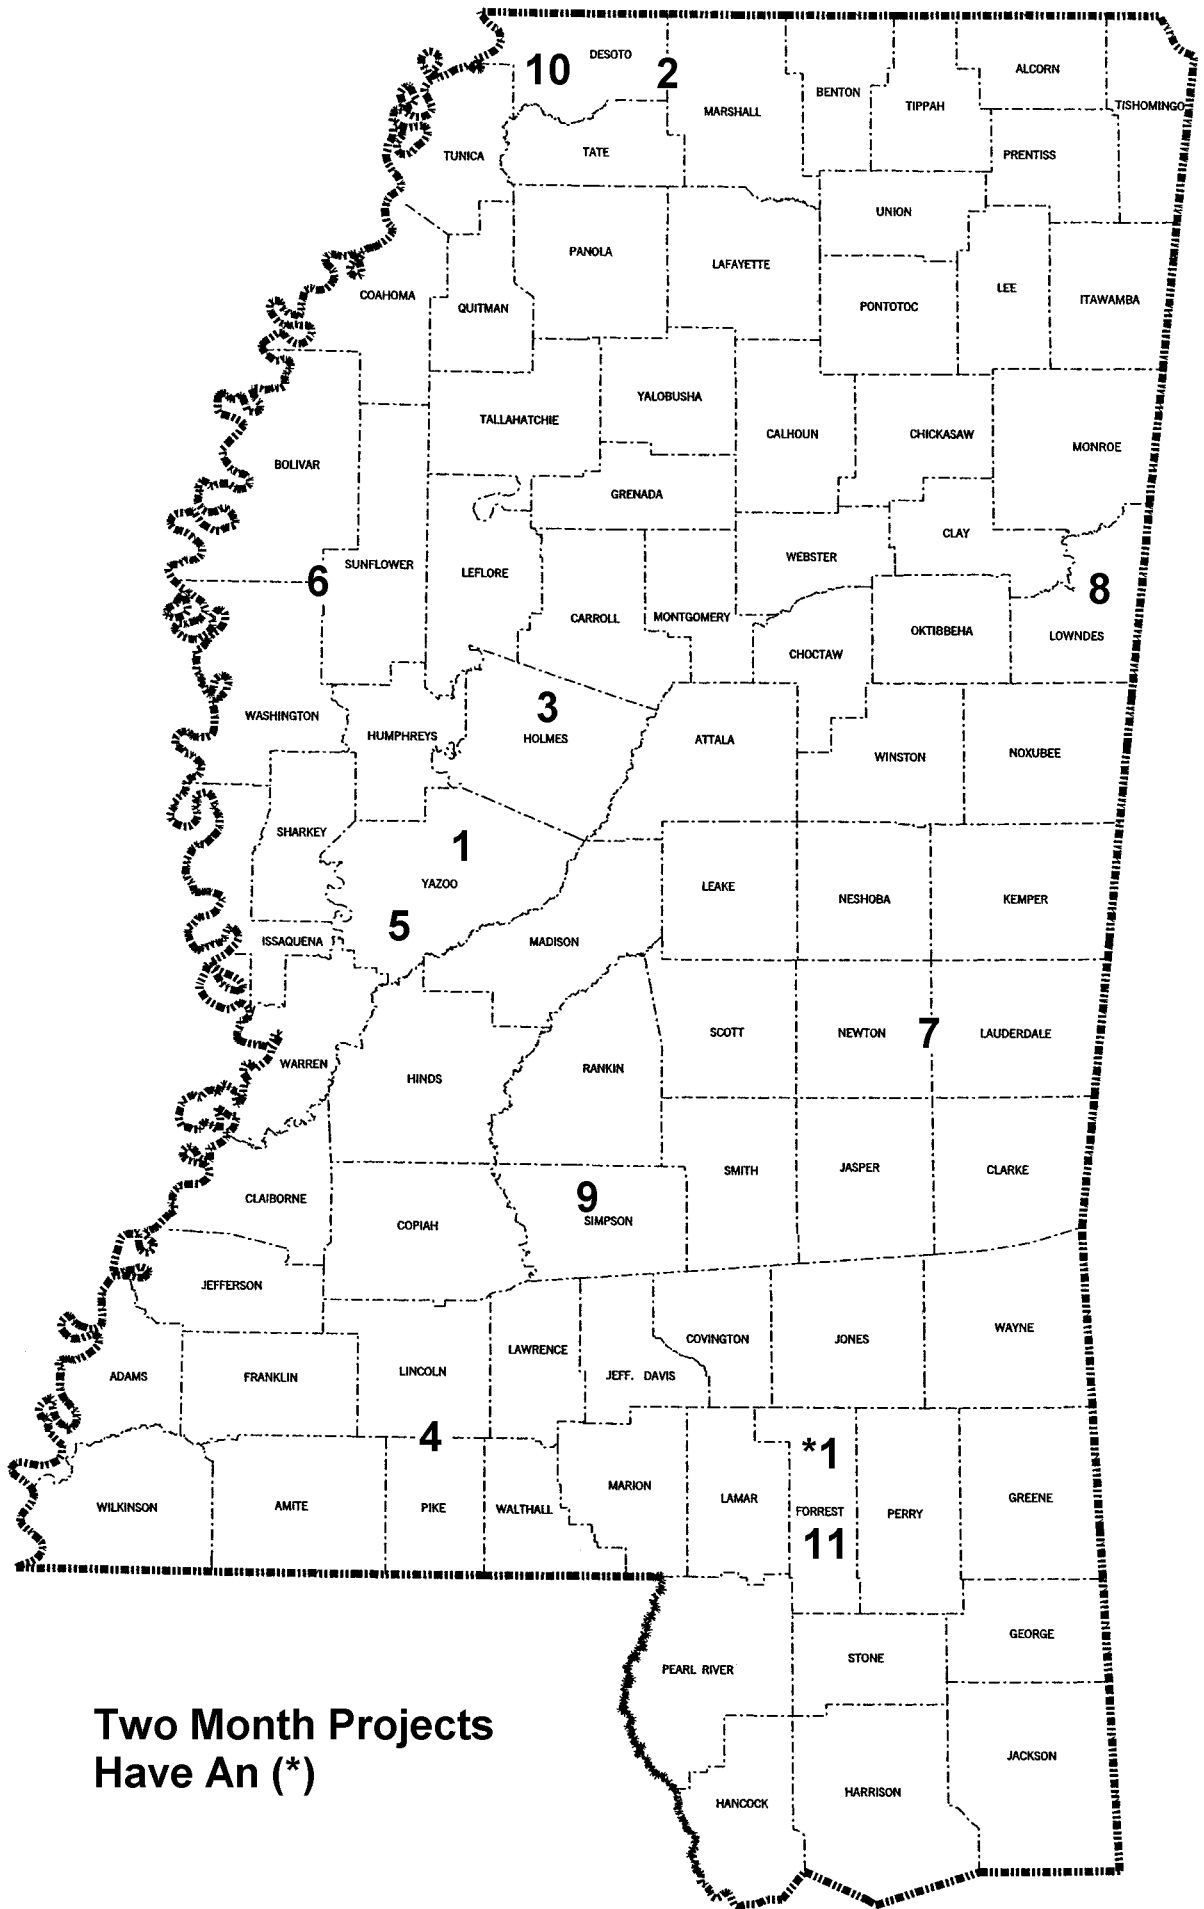 DESOTO
10
2
ALCORN
BENTON
TIPPAH
TISHOMINGO
MARSHALL
TUNICA
TATE
PRENTISS
UNION
PANOLA
LAFAYETTE
COAHOMA
QUITMAN
PONTOTOC
LEE
ITAWAMBA
YALOBUSHA
TALLAHATCHIE
CALHOUN
CHICKASAW
MONROE
BOLIVAR
GRENADA
CLAY
WEBSTER
SUNFLOWER
6
LEFLORE
8
CARROLL
MONTGOMERY
OKTIBBEHA
LOWNDES
CHOCTAW
3
WASHINGTON
HUMPHREYS
HOLMES
ATTALA
WINSTON
NOXUBEE
SHARKEY
1
YAZOO
LEAKE
NESHOBA
KEMPER
5
ISSAQUENA
MADISON
SCOTT
NEWTON
7
LAUDERDALE
WARREN
HINDS
RANKIN
SMITH
JASPER
CLARKE
CLAIBORNE
9
COPIAH
SIMPSON
JEFFERSON
WAYNE
COVINGTON
JONES
LAWRENCE
ADAMS
FRANKLIN
LINCOLN
JEFF. DAVIS
4
*1
MARION
LAMAR
GREENE
WILKINSON
AMITE
PIKE
WALTHALL
FORREST
PERRY
11
GEORGE
STONE
PEARL RIVER
Two Month Projects
Have An (*)
JACKSON
HARRISON
HANCOCK